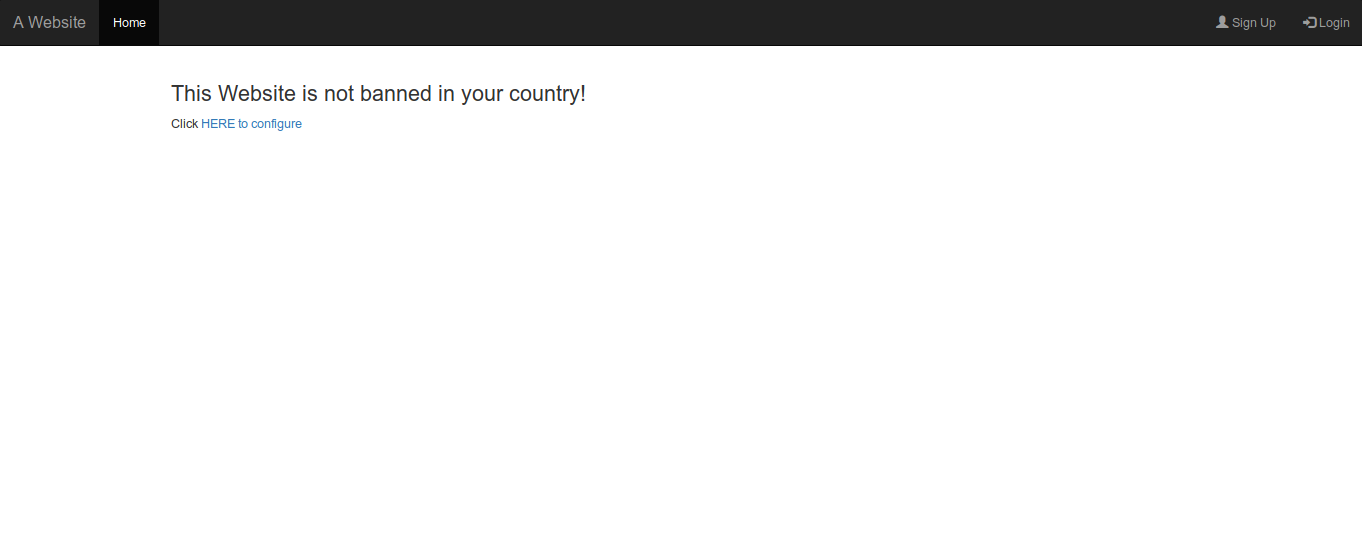 A Website Home Sign Up Login
This Website is not banned in your country!
Click HERE to configure